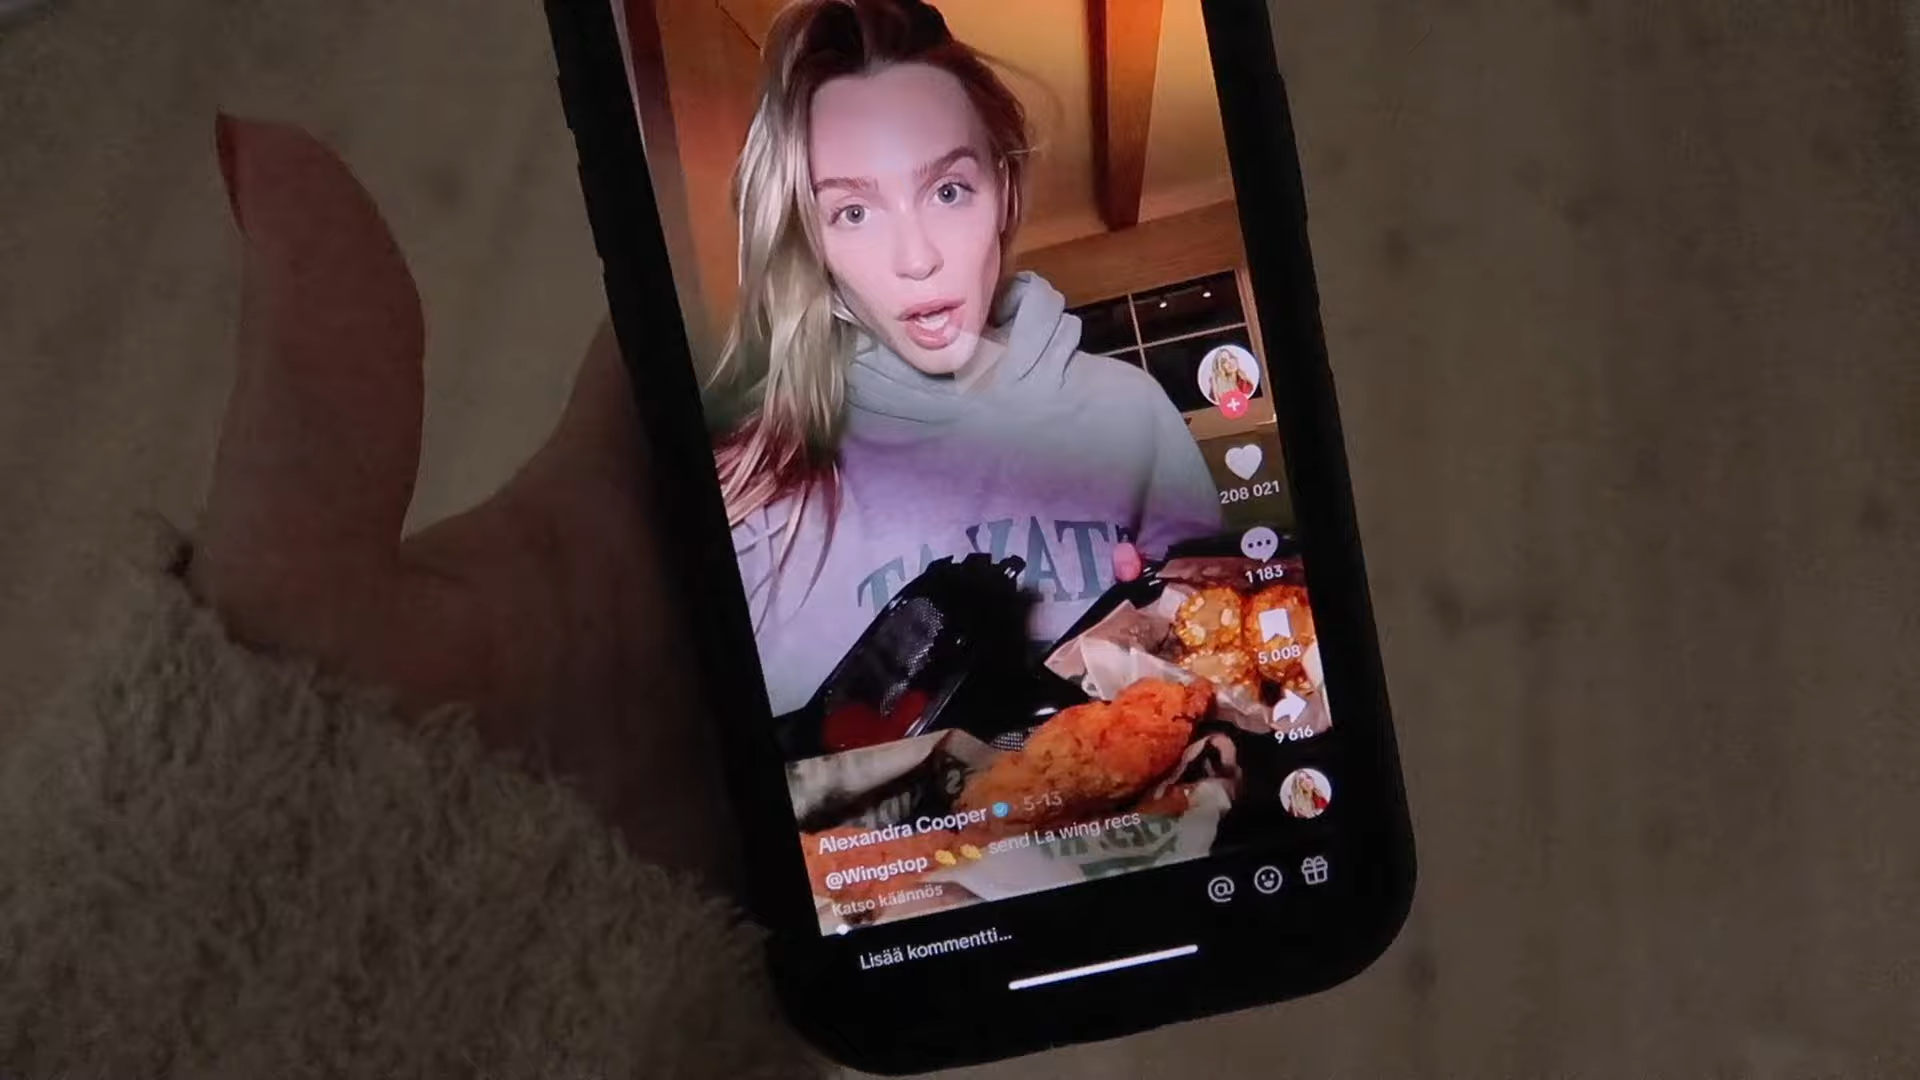 208 021
1 183
5 008
9 616
Alexandra Cooper · 5-13
@Wingstop 👏👏 send La wing recs
Katso käännös
Lisää kommentti...